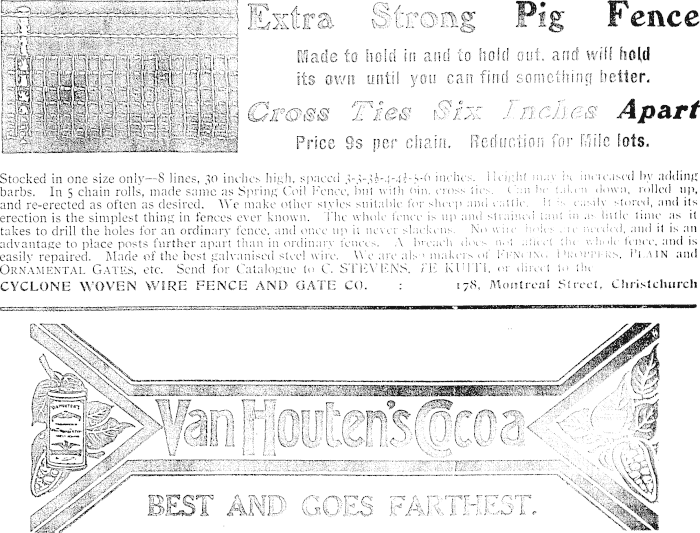 Extra Strong Pig Fence
Made to hold in and to hold out, and will hold
its own until you can find something better.
Cross Ties Six Inches Apart
Price 9s per chain. Reduction for Mile lots.
Stocked in one size only—8 lines, 30 inches high, spaced 3-3-3½-4-4½-5-6 inches. Height may be increased by adding
barbs. In 5 chain rolls, made same as Spring Coil Fence, but with 6in. cross ties. Can be taken down, rolled up,
and re-erected as often as desired. We make other styles suitable for sheep and cattle. It is easily stored, and its
erection is the simplest thing in fences ever known. The whole fence is up and strained taut in as little time as it
takes to drill the holes for an ordinary fence, and once up it never slackens. No wire holes are needed, and it is an
advantage to place posts further apart than in ordinary fences. A breach does not affect the whole fence, and is
easily repaired. Made of the best galvanised steel wire. We are also makers of FENCING DROPPERS, PLAIN and
ORNAMENTAL GATES, etc. Send for Catalogue to C. STEVENS, TE KUITI, or direct to the
CYCLONE WOVEN WIRE FENCE AND GATE CO. : 178, Montreal Street, Christchurch
Van Houten's Cocoa
BEST AND GOES FARTHEST.